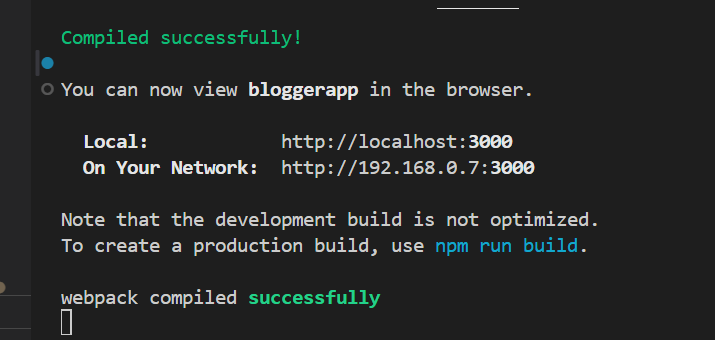 Compiled successfully!
You can now view bloggerapp in the browser.
Local: http://localhost:3000
On Your Network: http://192.168.0.7:3000
Note that the development build is not optimized.
To create a production build, use npm run build.
webpack compiled successfully